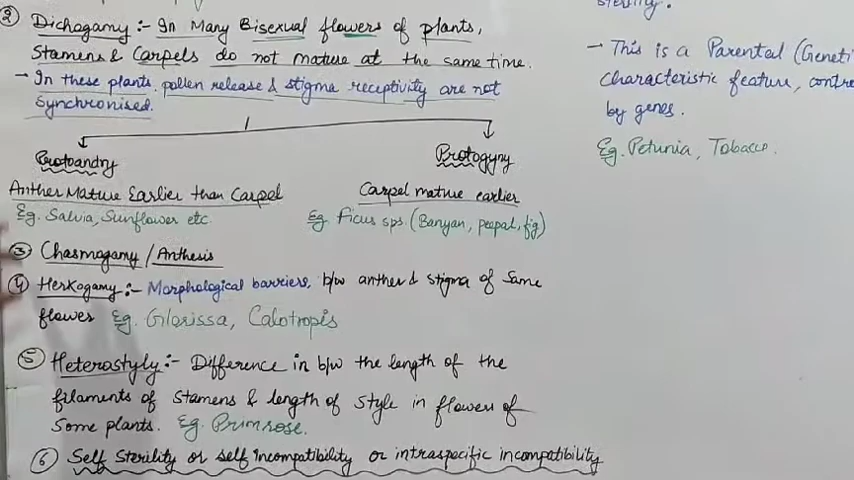 ② Dichogamy :- In Many Bisexual flowers of plants,
Stamens & Carpels do not mature at the same time.
- In these plants pollen release & stigma receptivity are not
synchronised.
Protoandry
Anther Mature Earlier than Carpel
Eg. Salvia, Sunflower etc.
Protogyny
Carpel mature earlier
Eg Ficus sps. (Banyan, peepal, fig)
③ Chasmogamy / Anthesis
④ Herkogamy :- Morphological barriers, b/w anther & stigma of Same
flower Eg. Glorissa, Calotropis
⑤ Heterostyly :- Difference in b/w the length of the
filaments of Stamens & length of Style in flowers of
Some plants. Eg. Primrose.
⑥ Self Sterility or self incompatibility or intraspecific incompatibility
sterility.
- This is a Parental (Geneti
characteristic feature, contro
by genes.
Eg. Petunia, Tobacco.